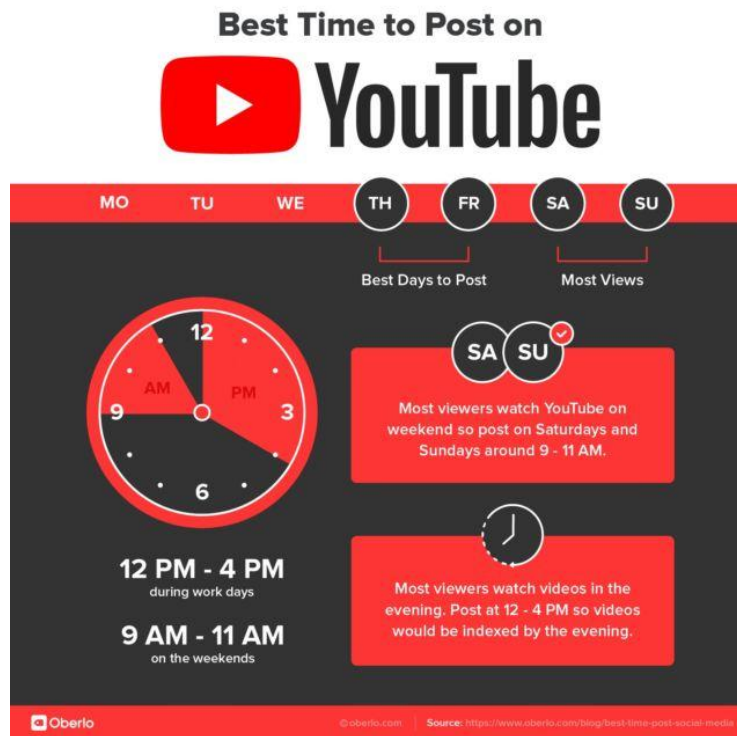 Best Time to Post on
YouTube
MO TU WE TH FR SA SU
Best Days to Post
Most Views
12
AM
PM
9
3
6
12 PM - 4 PM
during work days
9 AM - 11 AM
on the weekends
SA SU
Most viewers watch YouTube on
weekend so post on Saturdays and
Sundays around 9 - 11 AM.
Most viewers watch videos in the
evening. Post at 12 - 4 PM so videos
would be indexed by the evening.
Oberlo
©oberlo.com
Source: https://www.oberlo.com/blog/best-time-post-social-media